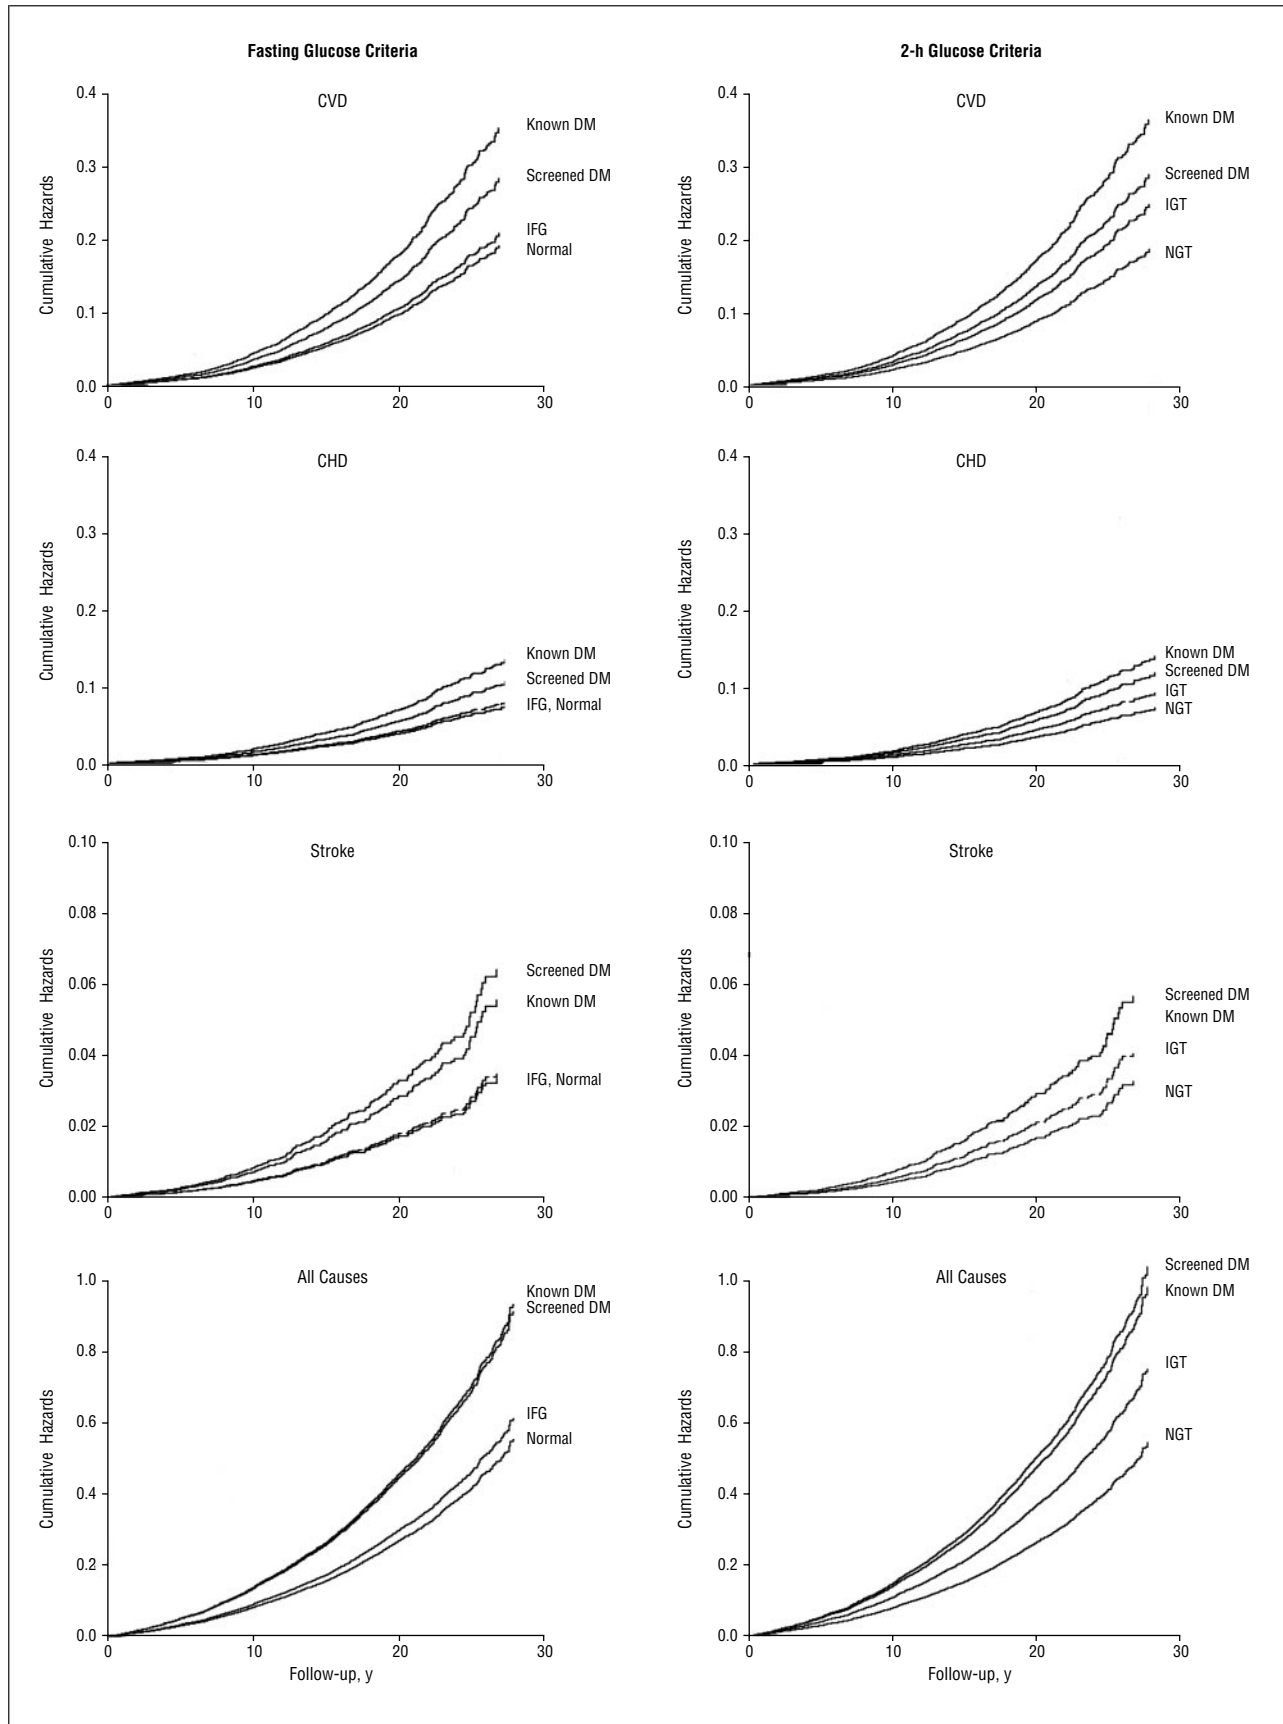 Fasting Glucose Criteria
2-h Glucose Criteria
CVD
Cumulative Hazards
0.4
0.3
0.2
0.1
0.0
0
10
20
30
Known DM
Screened DM
IFG
Normal
CVD
Cumulative Hazards
0.4
0.3
0.2
0.1
0.0
0
10
20
30
Known DM
Screened DM
IGT
NGT
CHD
Cumulative Hazards
0.4
0.3
0.2
0.1
0.0
0
10
20
30
Known DM
Screened DM
IFG, Normal
CHD
Cumulative Hazards
0.4
0.3
0.2
0.1
0.0
0
10
20
30
Known DM
Screened DM
IGT
NGT
Stroke
Cumulative Hazards
0.10
0.08
0.06
0.04
0.02
0.00
0
10
20
30
Screened DM
Known DM
IFG, Normal
Stroke
Cumulative Hazards
0.10
0.08
0.06
0.04
0.02
0.00
0
10
20
30
Screened DM
Known DM
IGT
NGT
All Causes
Cumulative Hazards
1.0
0.8
0.6
0.4
0.2
0.0
0
10
20
30
Follow-up, y
Known DM
Screened DM
IFG
Normal
All Causes
Cumulative Hazards
1.0
0.8
0.6
0.4
0.2
0.0
0
10
20
30
Follow-up, y
Screened DM
Known DM
IGT
NGT